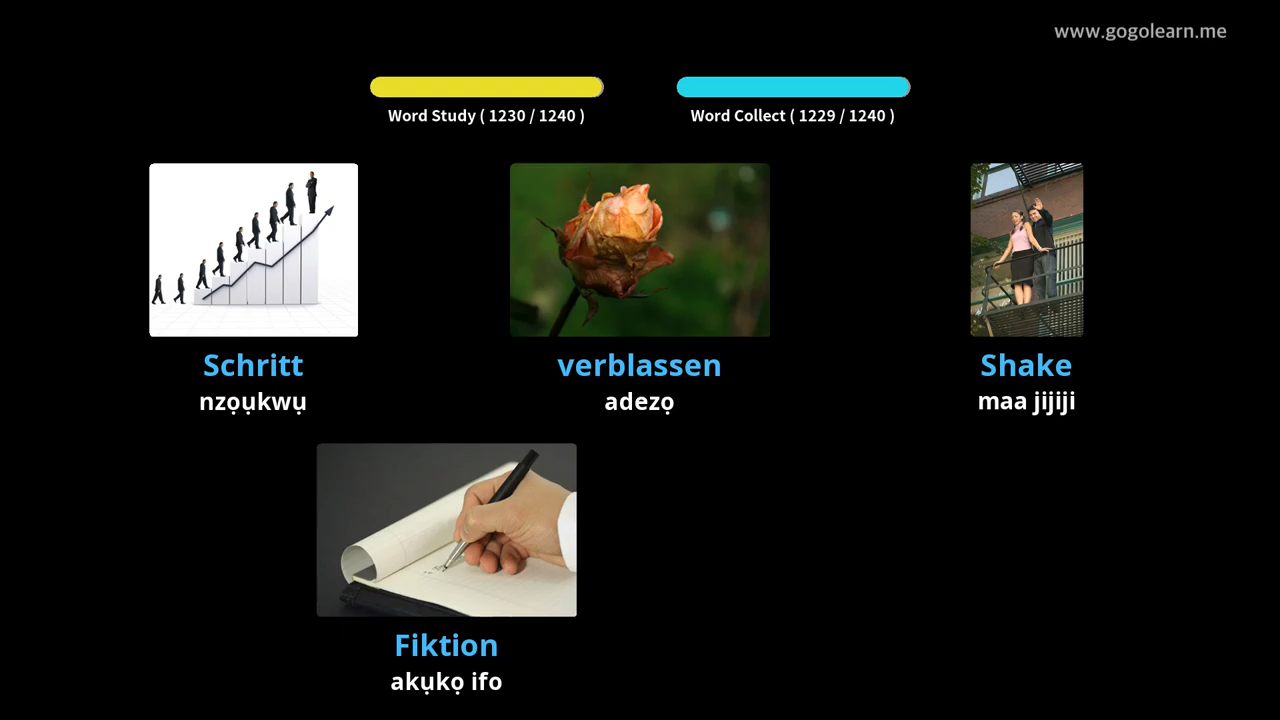 www.gogolearn.me
Word Study ( 1230 / 1240 )
Word Collect ( 1229 / 1240 )
Schritt
nzọụkwụ
verblassen
adezọ
Shake
maa jijiji
Fiktion
akụkọ ifo